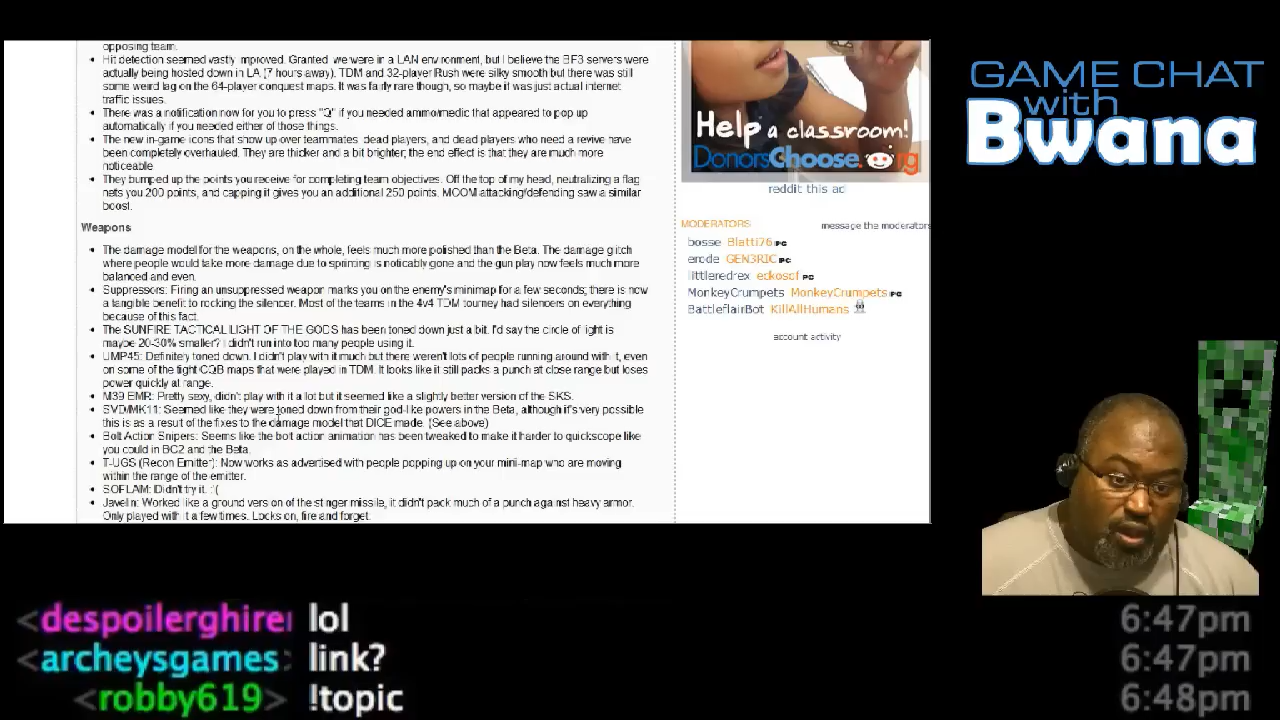 opposing team.
Hit detection seemed vastly improved. Granted, we were in a LAN environment, but I believe the BF3 servers were
actually being hosted down in LA (7 hours away). TDM and 32-player Rush were silky smooth but there was still
some weird lag on the 64-player conquest maps. It was fairly rare though, so maybe it was just actual internet
traffic issues.
There was a notification now for you to press "Q" if you needed ammo/medic that appeared to pop up
automatically if you needed either of those things.
The new in-game icons that show up over teammates, dead players, and dead players who need a revive have
been completely overhauled. They are thicker and a bit brighter; the end effect is that they are much more
noticeable
They bumped up the points you receive for completing team objectives. Off the top of my head, neutralizing a flag
nets you 200 points, and capping it gives you an additional 250 points. MCOM attacking/defending saw a similar
boost.
Weapons
The damage model for the weapons, on the whole, feels much more polished than the Beta. The damage glitch
where people would take more damage due to sprinting is noticably gone and the gun play now feels much more
balanced and even.
Suppressors: Firing an unsuppressed weapon marks you on the enemy's minimap for a few seconds; there is now
a tangible benefit to rocking the silencer. Most of the teams in the 4v4 TDM tourney had silencers on everything
because of this fact.
The SUNFIRE TACTICAL LIGHT OF THE GODS has been toned down just a bit. I'd say the circle of light is
maybe 20-30% smaller? I didn't run into too many people using it.
UMP45: Definitely toned down. I didn't play with it much but there weren't lots of people running around with it, even
on some of the tight CQB maps that were played in TDM. It looks like it still packs a punch at close range but loses
power quickly at range.
M39 EMR: Pretty sexy, didn't play with it a lot but it seemed like a slightly better version of the SKS.
SVD/MK11: Seemed like they were toned down from their god-like powers in the Beta, although it's very possible
this is as a result of the fixes to the damage model that DICE made. (See above)
Bolt Action Snipers: Seems like the bolt action animation has been tweaked to make it harder to quickscope like
you could in BC2 and the Beta.
T-UGS (Recon Emitter): Now works as advertised with people popping up on your mini-map who are moving
within the range of the emitter.
SOFLAM: Didn't try it. :'(
Javelin: Worked like a ground version of the stinger missile, it didn't pack much of a punch against heavy armor.
Only played with it a few times. Locks on, fire and forget.
Help a classroom!
DonorsChoose.org
reddit this ad
MODERATORS message the moderators
bosse Blatti76 PC
erode GEN3RIC PC
littleredrex eckosdf PC
MonkeyCrumpets MonkeyCrumpets PC
BattleflairBot KillAllHumans
account activity
GAME CHAT
with
Bwana
<despoilerghire lol 6:47pm
<archeysgames> link? 6:47pm
<robby619> !topic 6:48pm